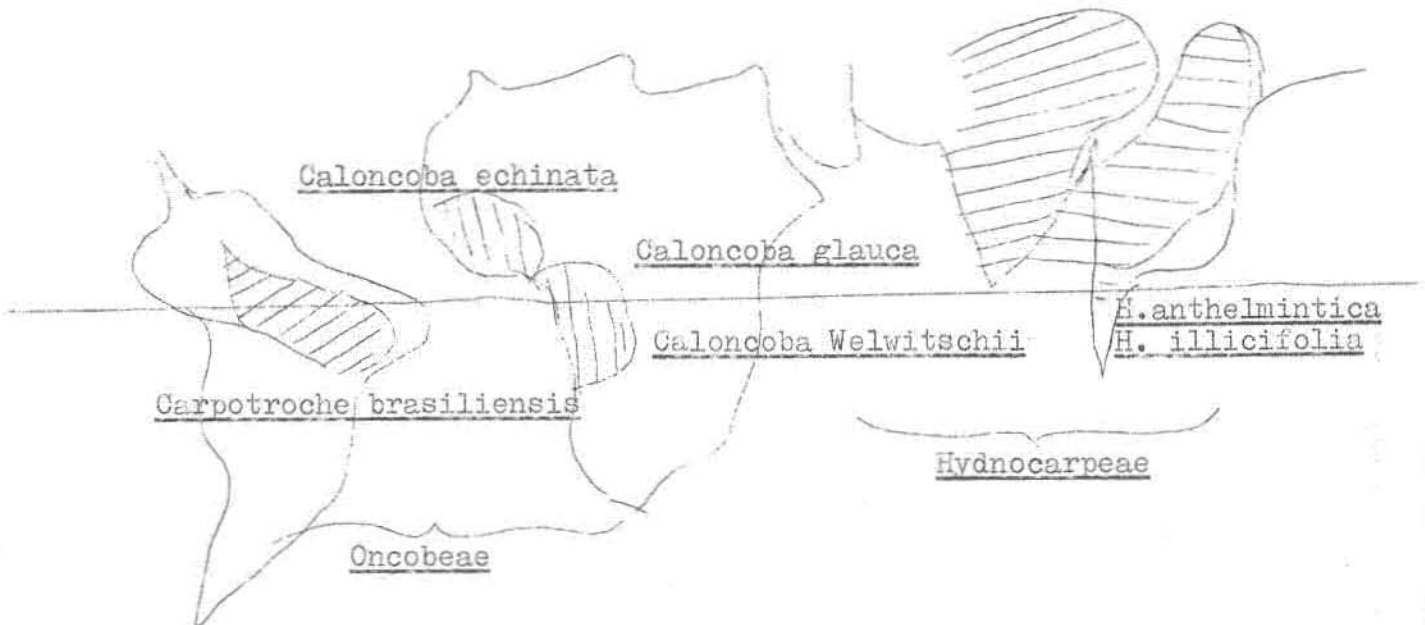 Caloncoba echinata
Caloncoba glauca
Caloncoba Welwitschii
H.anthelmintica
H. illicifolia
Carpotroche brasiliensis
Hydnocarpeae
Oncobeae